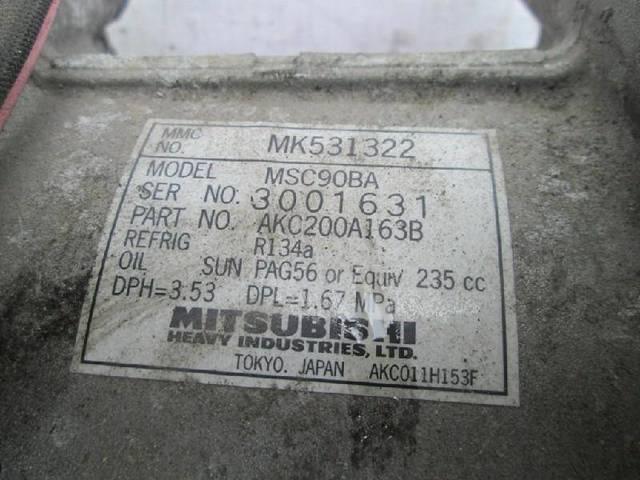 MMC NO. MK531322
MODEL MSC90BA
SER NO. 3001631
PART NO. AKC200A163B
REFRIG R134a
OIL SUN PAG56 or Equiv 235 cc
DPH=3.53 DPL=1.67 MPa
MITSUBISHI
HEAVY INDUSTRIES, LTD.
TOKYO. JAPAN AKC011H153F